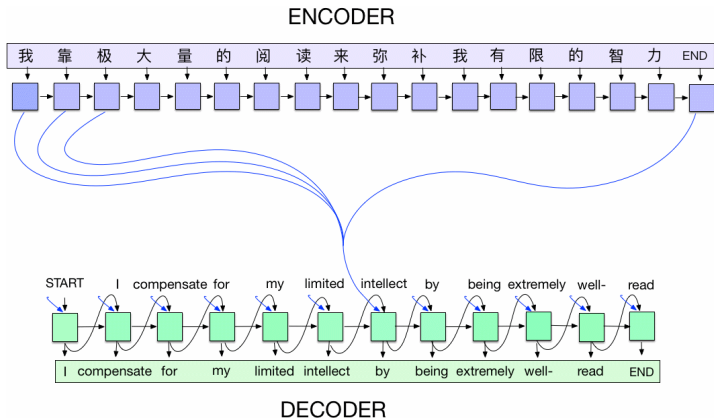 ENCODER
我 靠 极 大 量 的 阅 读 来 弥 补 我 有 限 的 智 力 END
START I compensate for my limited intellect by being extremely well- read
I compensate for my limited intellect by being extremely well- read END
DECODER